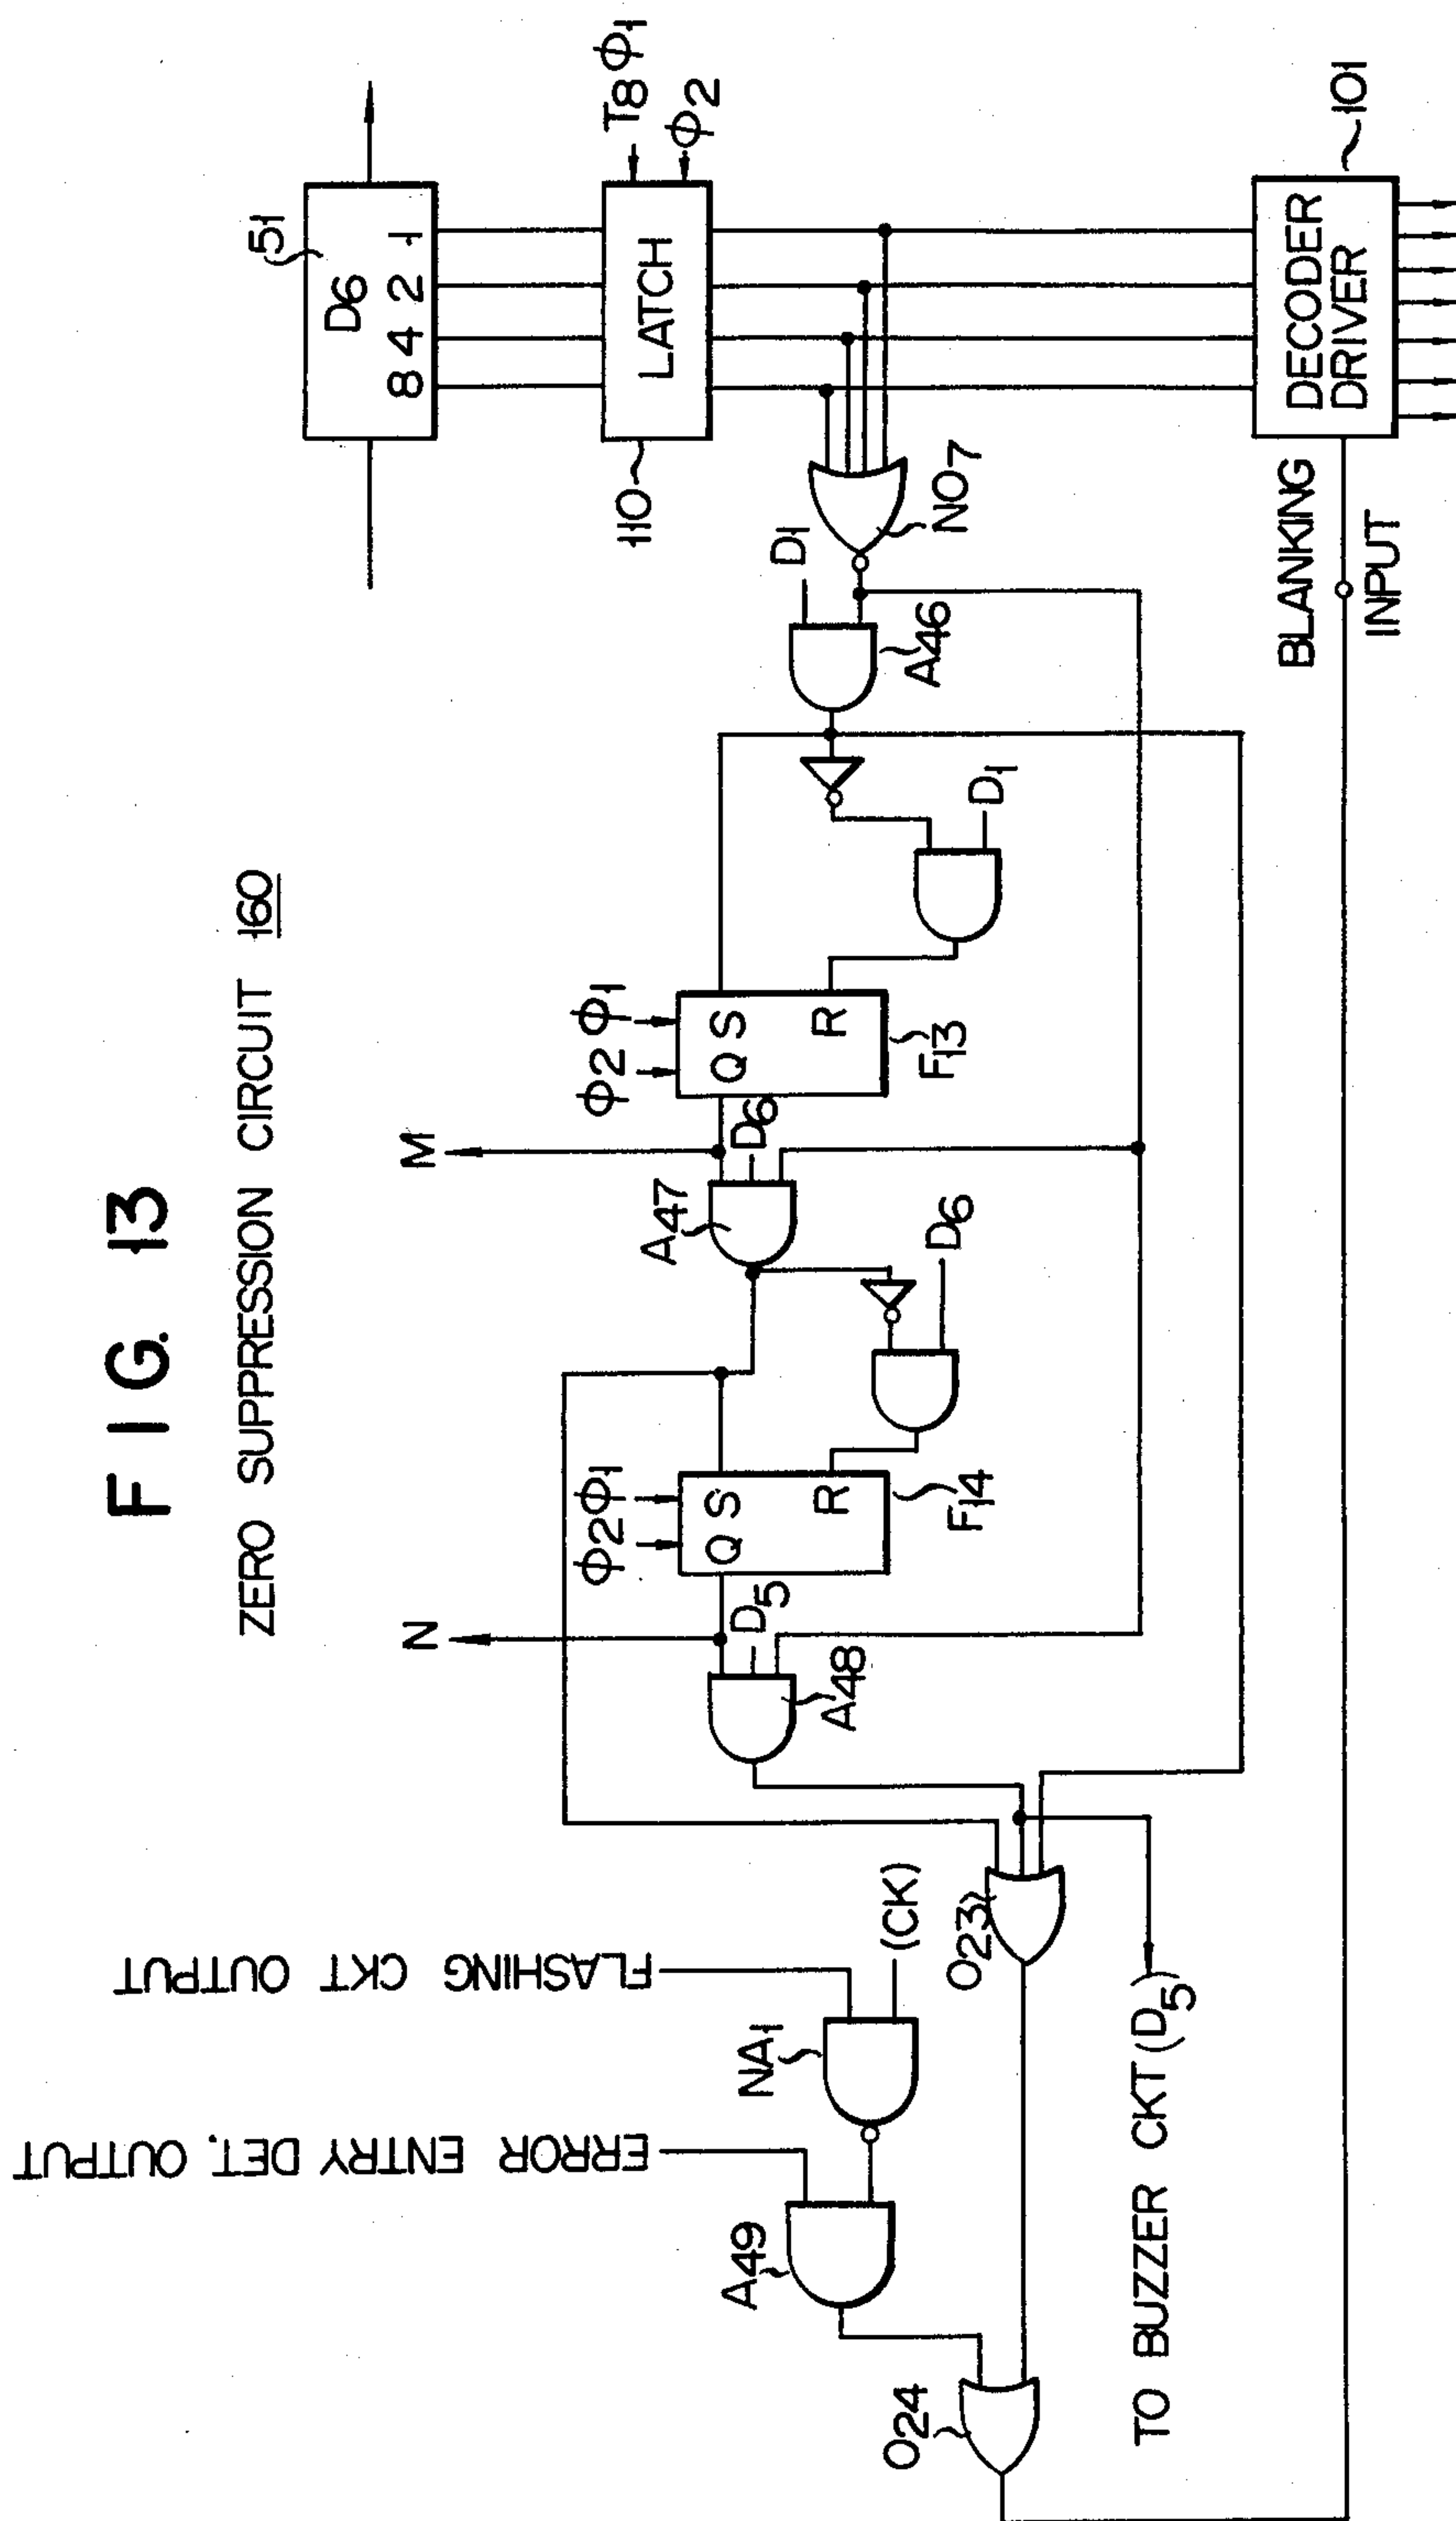 FIG. 13
ZERO SUPPRESSION CIRCUIT 160
51
D6
8 4 2 1
LATCH
110
T8 Φ1
Φ2
NO7
D1
A46
D1
Φ2 Φ1
Q S
R
F13
M
D6
A47
D6
Φ2 Φ1
Q S
R
F14
N
D5
A48
FLASHING CKT OUTPUT
(CK)
NA1
ERROR ENTRY DET. OUTPUT
A49
O23
O24
TO BUZZER CKT (D5)
BLANKING
INPUT
DECODER
DRIVER
101